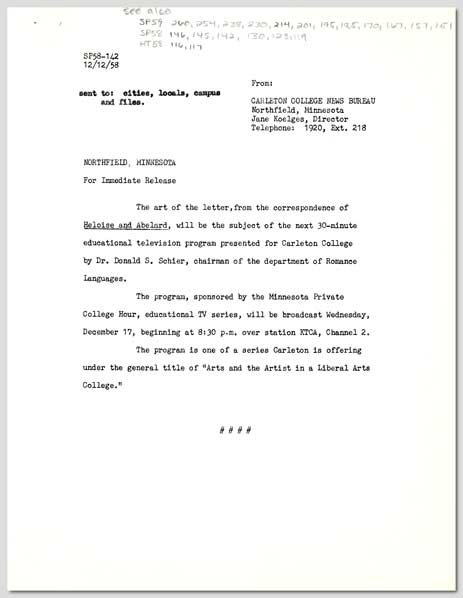 see also
SP59 260, 254, 238, 230, 214, 201, 195, 185, 170, 167, 157, 151
SP58 146, 145, 142, 130, 123, 119
HT58 116, 117
SP58-142
12/12/58
From:
sent to: cities, locals, campus
and files.
CARLETON COLLEGE NEWS BUREAU
Northfield, Minnesota
Jane Koelges, Director
Telephone: 1920, Ext. 218
NORTHFIELD, MINNESOTA
For Immediate Release
The art of the letter, from the correspondence of
Heloise and Abelard, will be the subject of the next 30-minute
educational television program presented for Carleton College
by Dr. Donald S. Schier, chairman of the department of Romance
Languages.
The program, sponsored by the Minnesota Private
College Hour, educational TV series, will be broadcast Wednesday,
December 17, beginning at 8:30 p.m. over station KTCA, Channel 2.
The program is one of a series Carleton is offering
under the general title of "Arts and the Artist in a Liberal Arts
College."
# # # #